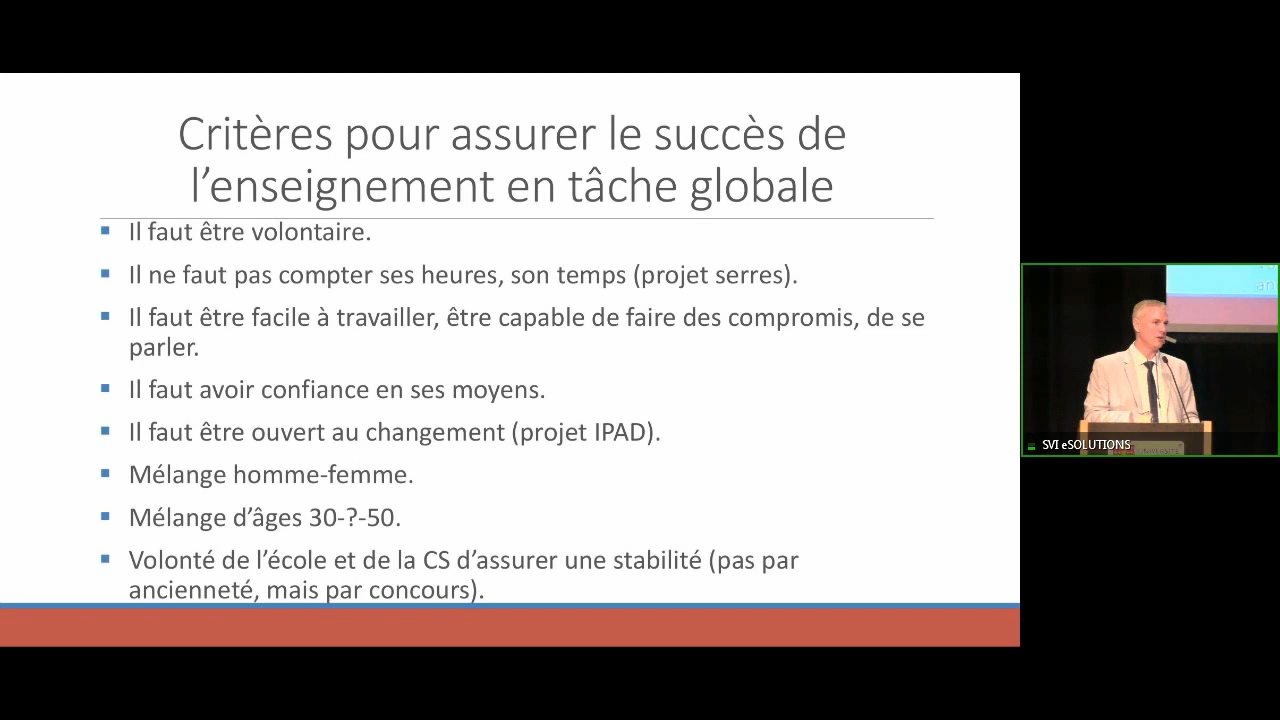 Critères pour assurer le succès de
l’enseignement en tâche globale
▪ Il faut être volontaire.
▪ Il ne faut pas compter ses heures, son temps (projet serres).
▪ Il faut être facile à travailler, être capable de faire des compromis, de se
parler.
▪ Il faut avoir confiance en ses moyens.
▪ Il faut être ouvert au changement (projet IPAD).
▪ Mélange homme-femme.
▪ Mélange d’âges 30-?-50.
▪ Volonté de l’école et de la CS d’assurer une stabilité (pas par
ancienneté, mais par concours).
an
SVI eSOLUTIONS